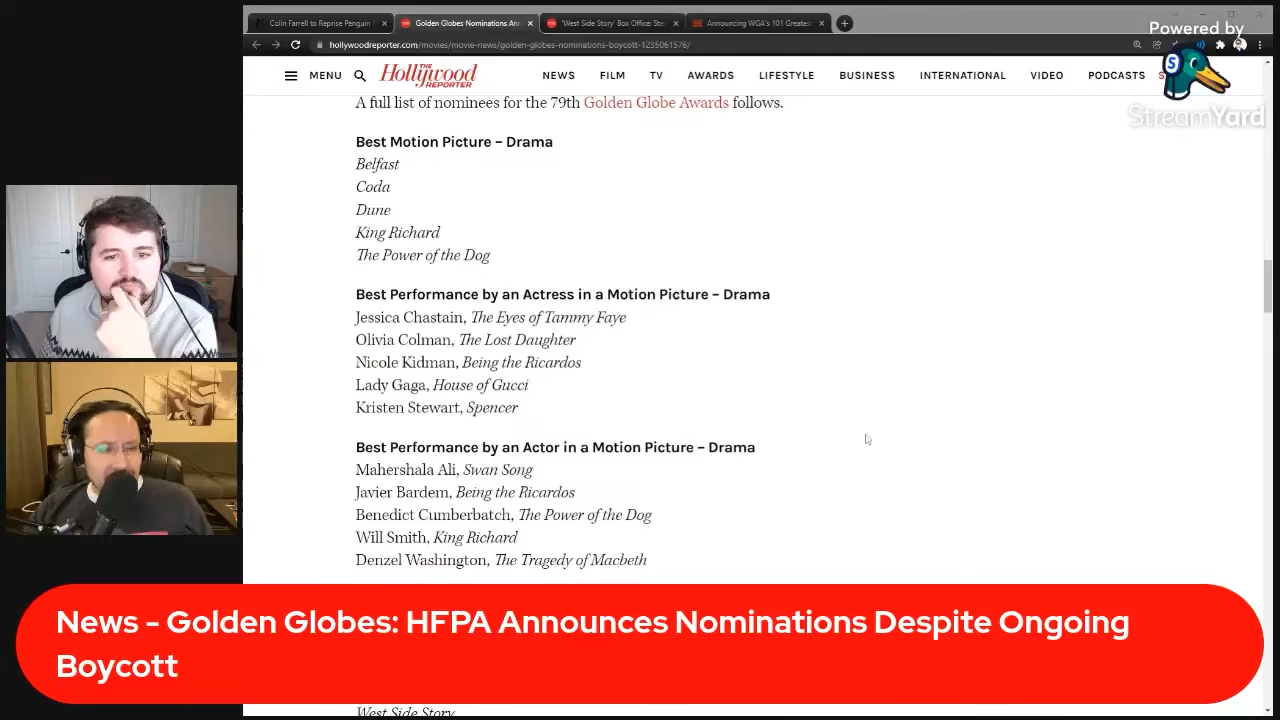 Colin Farrell to Reprise Penguin
Golden Globes Nominations Ann
'West Side Story' Box Office: Ste
Announcing WGA's 101 Greates
hollywoodreporter.com/movies/movie-news/golden-globes-nominations-boycott-1235061576/
Powered by
StreamYard
MENU
THE
Hollywood
REPORTER
NEWS FILM TV AWARDS LIFESTYLE BUSINESS INTERNATIONAL VIDEO PODCASTS S
A full list of nominees for the 79th Golden Globe Awards follows.
Best Motion Picture – Drama
Belfast
Coda
Dune
King Richard
The Power of the Dog
Best Performance by an Actress in a Motion Picture – Drama
Jessica Chastain, The Eyes of Tammy Faye
Olivia Colman, The Lost Daughter
Nicole Kidman, Being the Ricardos
Lady Gaga, House of Gucci
Kristen Stewart, Spencer
Best Performance by an Actor in a Motion Picture – Drama
Mahershala Ali, Swan Song
Javier Bardem, Being the Ricardos
Benedict Cumberbatch, The Power of the Dog
Will Smith, King Richard
Denzel Washington, The Tragedy of Macbeth
News - Golden Globes: HFPA Announces Nominations Despite Ongoing
Boycott
West Side Story